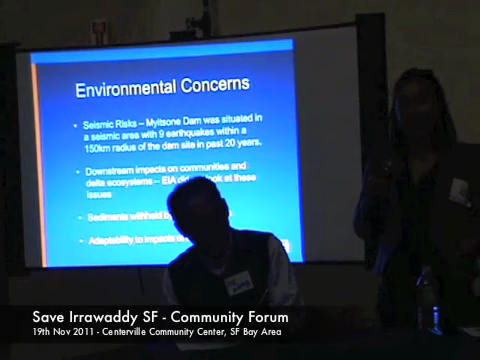 Environmental Concerns
• Seismic Risks – Myitsone Dam was situated in
a seismic area with 9 earthquakes within a
150km radius of the dam site in past 20 years.
• Downstream impacts on communities and
delta ecosystems – EIA at these
issues
• Sediments withheld
• Adaptability to impacts
Save Irrawaddy SF - Community Forum
19th Nov 2011 - Centerville Community Center, SF Bay Area